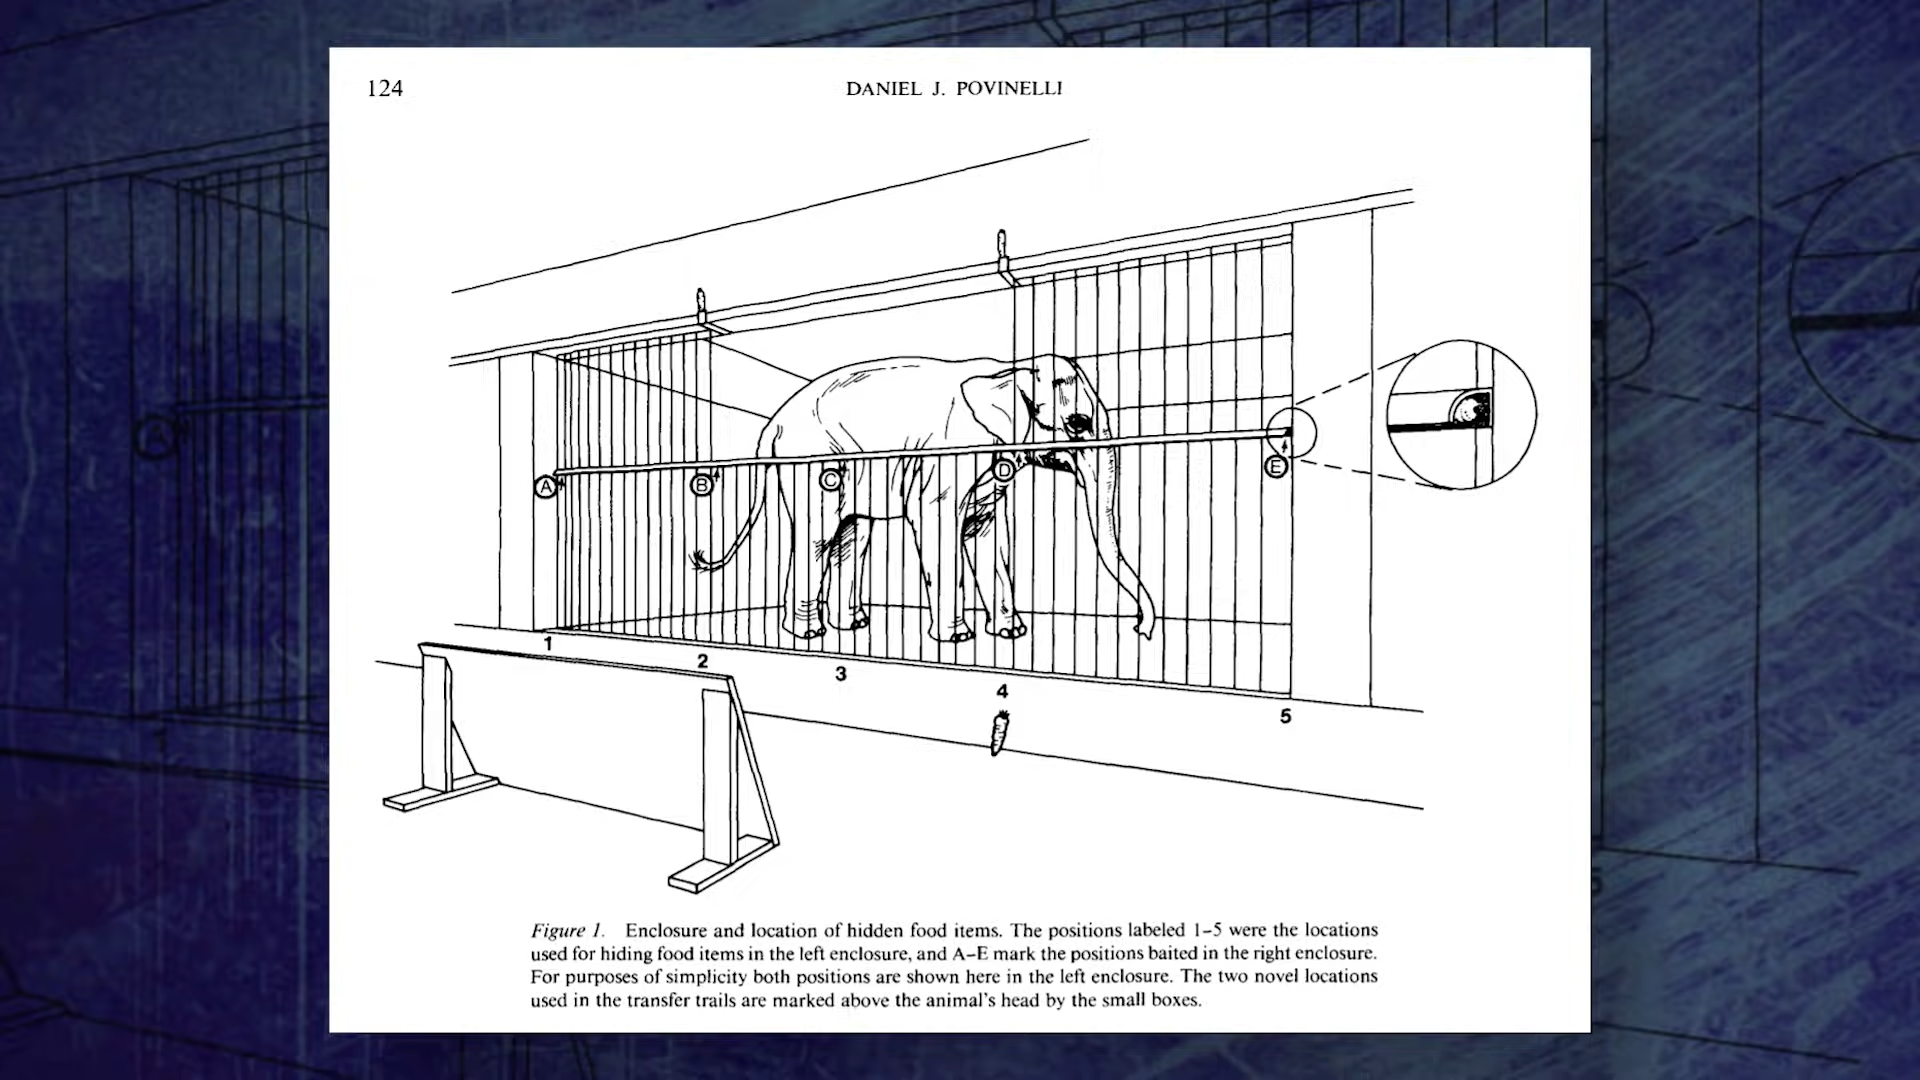 124
DANIEL J. POVINELLI
A
B
C
D
E
1
2
3
4
5
Figure 1. Enclosure and location of hidden food items. The positions labeled 1–5 were the locations
used for hiding food items in the left enclosure, and A–E mark the positions baited in the right enclosure.
For purposes of simplicity both positions are shown here in the left enclosure. The two novel locations
used in the transfer trails are marked above the animal's head by the small boxes.